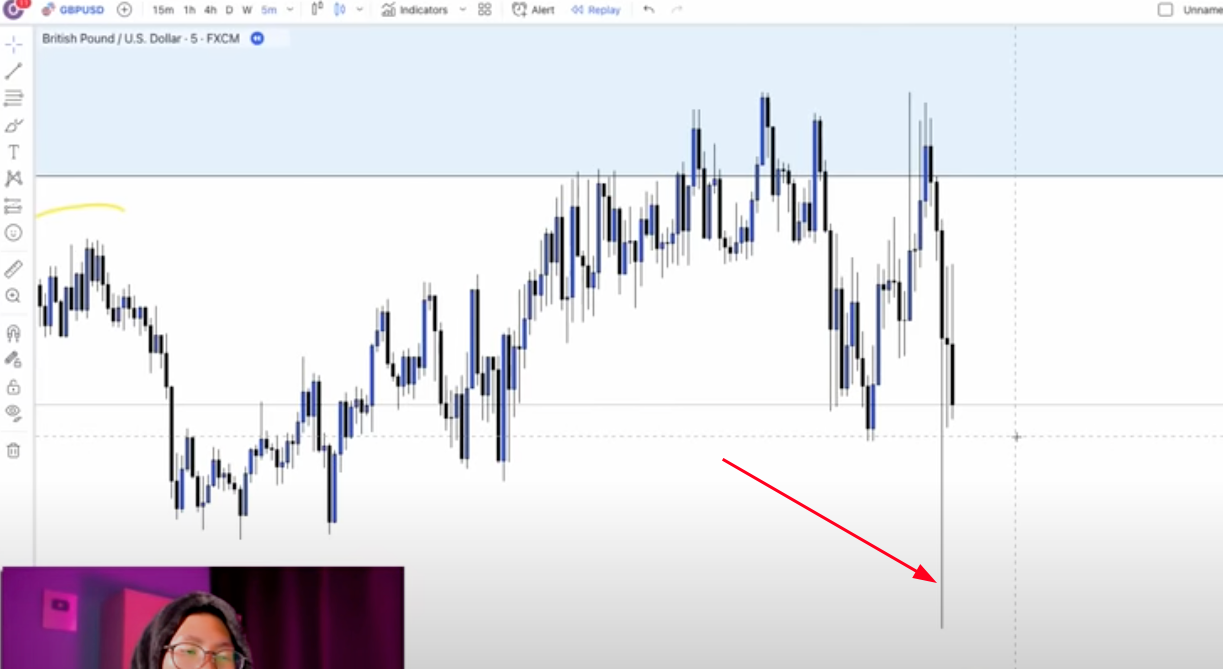 GBPUSD 15m 1h 4h D W 5m Indicators Alert Replay Unname
British Pound / U.S. Dollar · 5 · FXCM
T